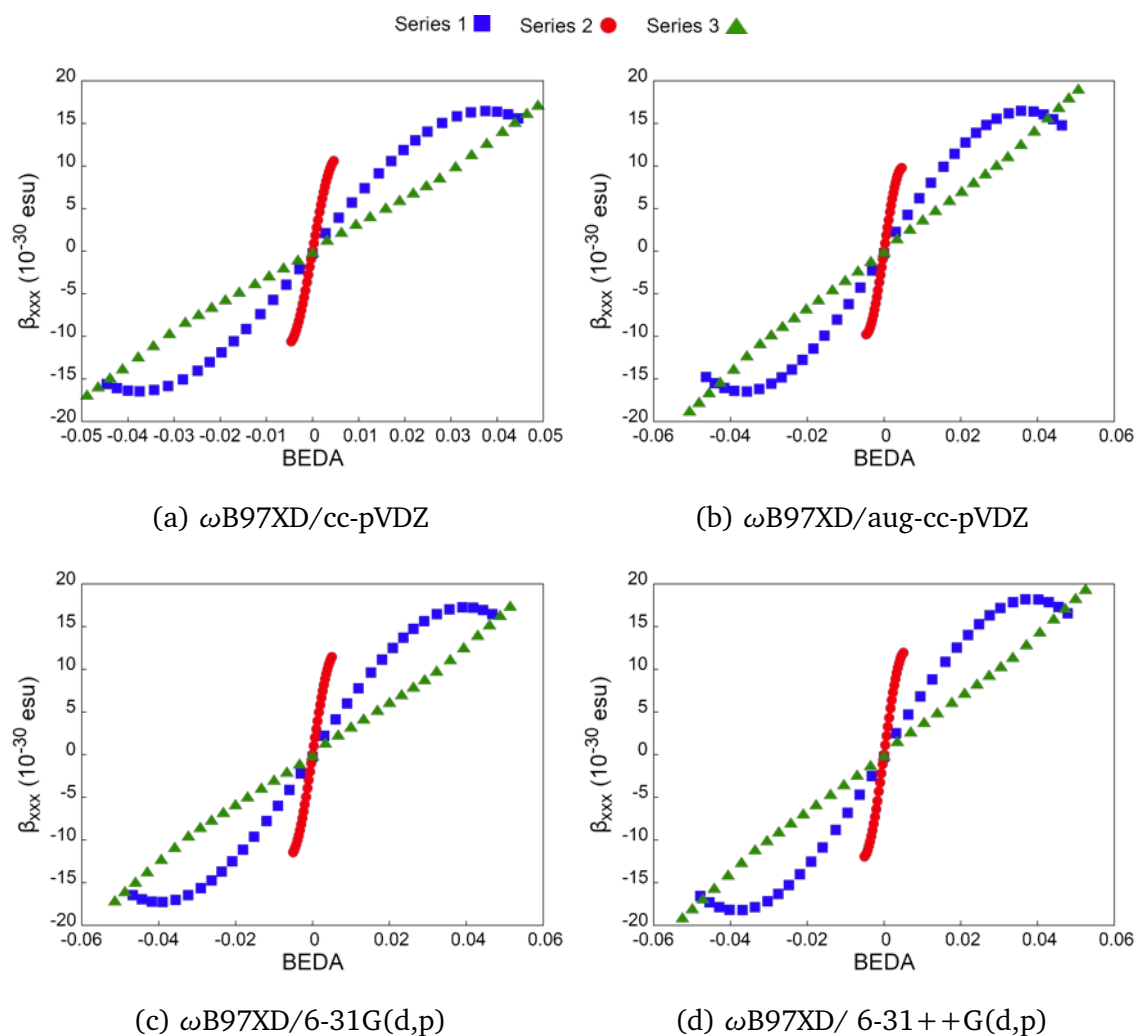 Series 1 Series 2 Series 3
20
15
10
5
0
-5
-10
-15
-20
βxxx (10-30 esu)
-0.05 -0.04 -0.03 -0.02 -0.01 0 0.01 0.02 0.03 0.04 0.05
BEDA
(a) ωB97XD/cc-pVDZ
20
15
10
5
0
-5
-10
-15
-20
βxxx (10-30 esu)
-0.06 -0.04 -0.02 0 0.02 0.04 0.06
BEDA
(b) ωB97XD/aug-cc-pVDZ
20
15
10
5
0
-5
-10
-15
-20
βxxx (10-30 esu)
-0.06 -0.04 -0.02 0 0.02 0.04 0.06
BEDA
(c) ωB97XD/6-31G(d,p)
20
15
10
5
0
-5
-10
-15
-20
βxxx (10-30 esu)
-0.06 -0.04 -0.02 0 0.02 0.04 0.06
BEDA
(d) ωB97XD/ 6-31++G(d,p)